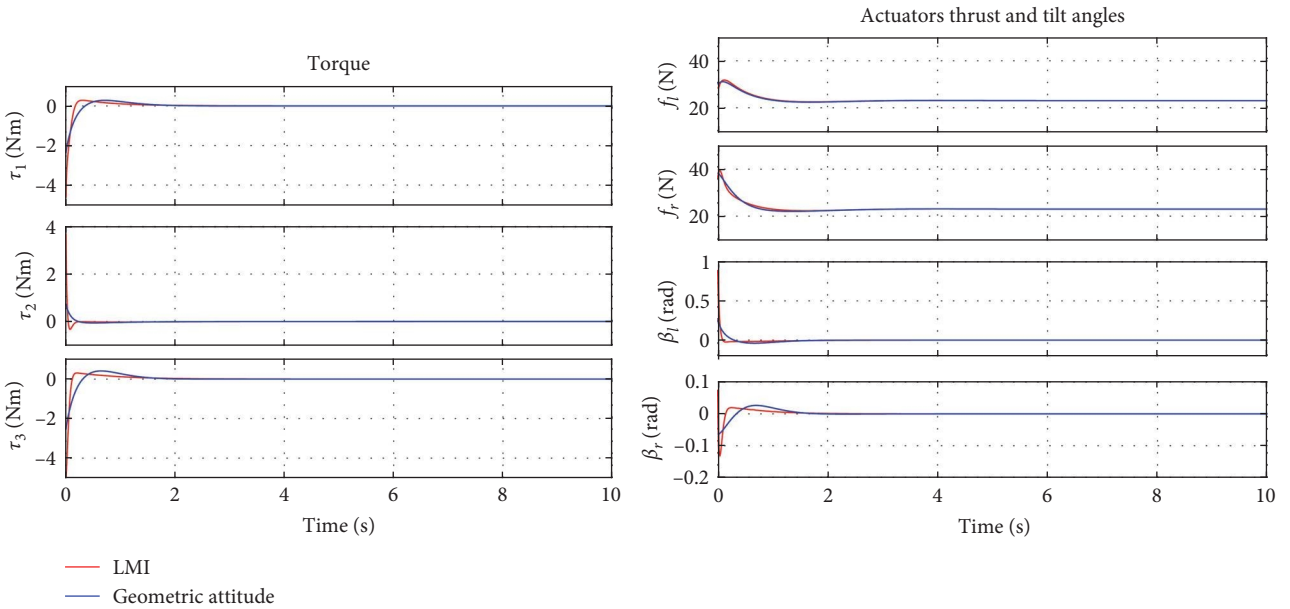 Torque
τ1 (Nm)
0
−2
−4
τ2 (Nm)
4
2
0
τ3 (Nm)
0
−2
−4
0 2 4 6 8 10
Time (s)
LMI
Geometric attitude
Actuators thrust and tilt angles
fl (N)
40
20
fr (N)
40
20
βl (rad)
1
0.5
0
βr (rad)
0.1
0
−0.1
−0.2
0 2 4 6 8 10
Time (s)